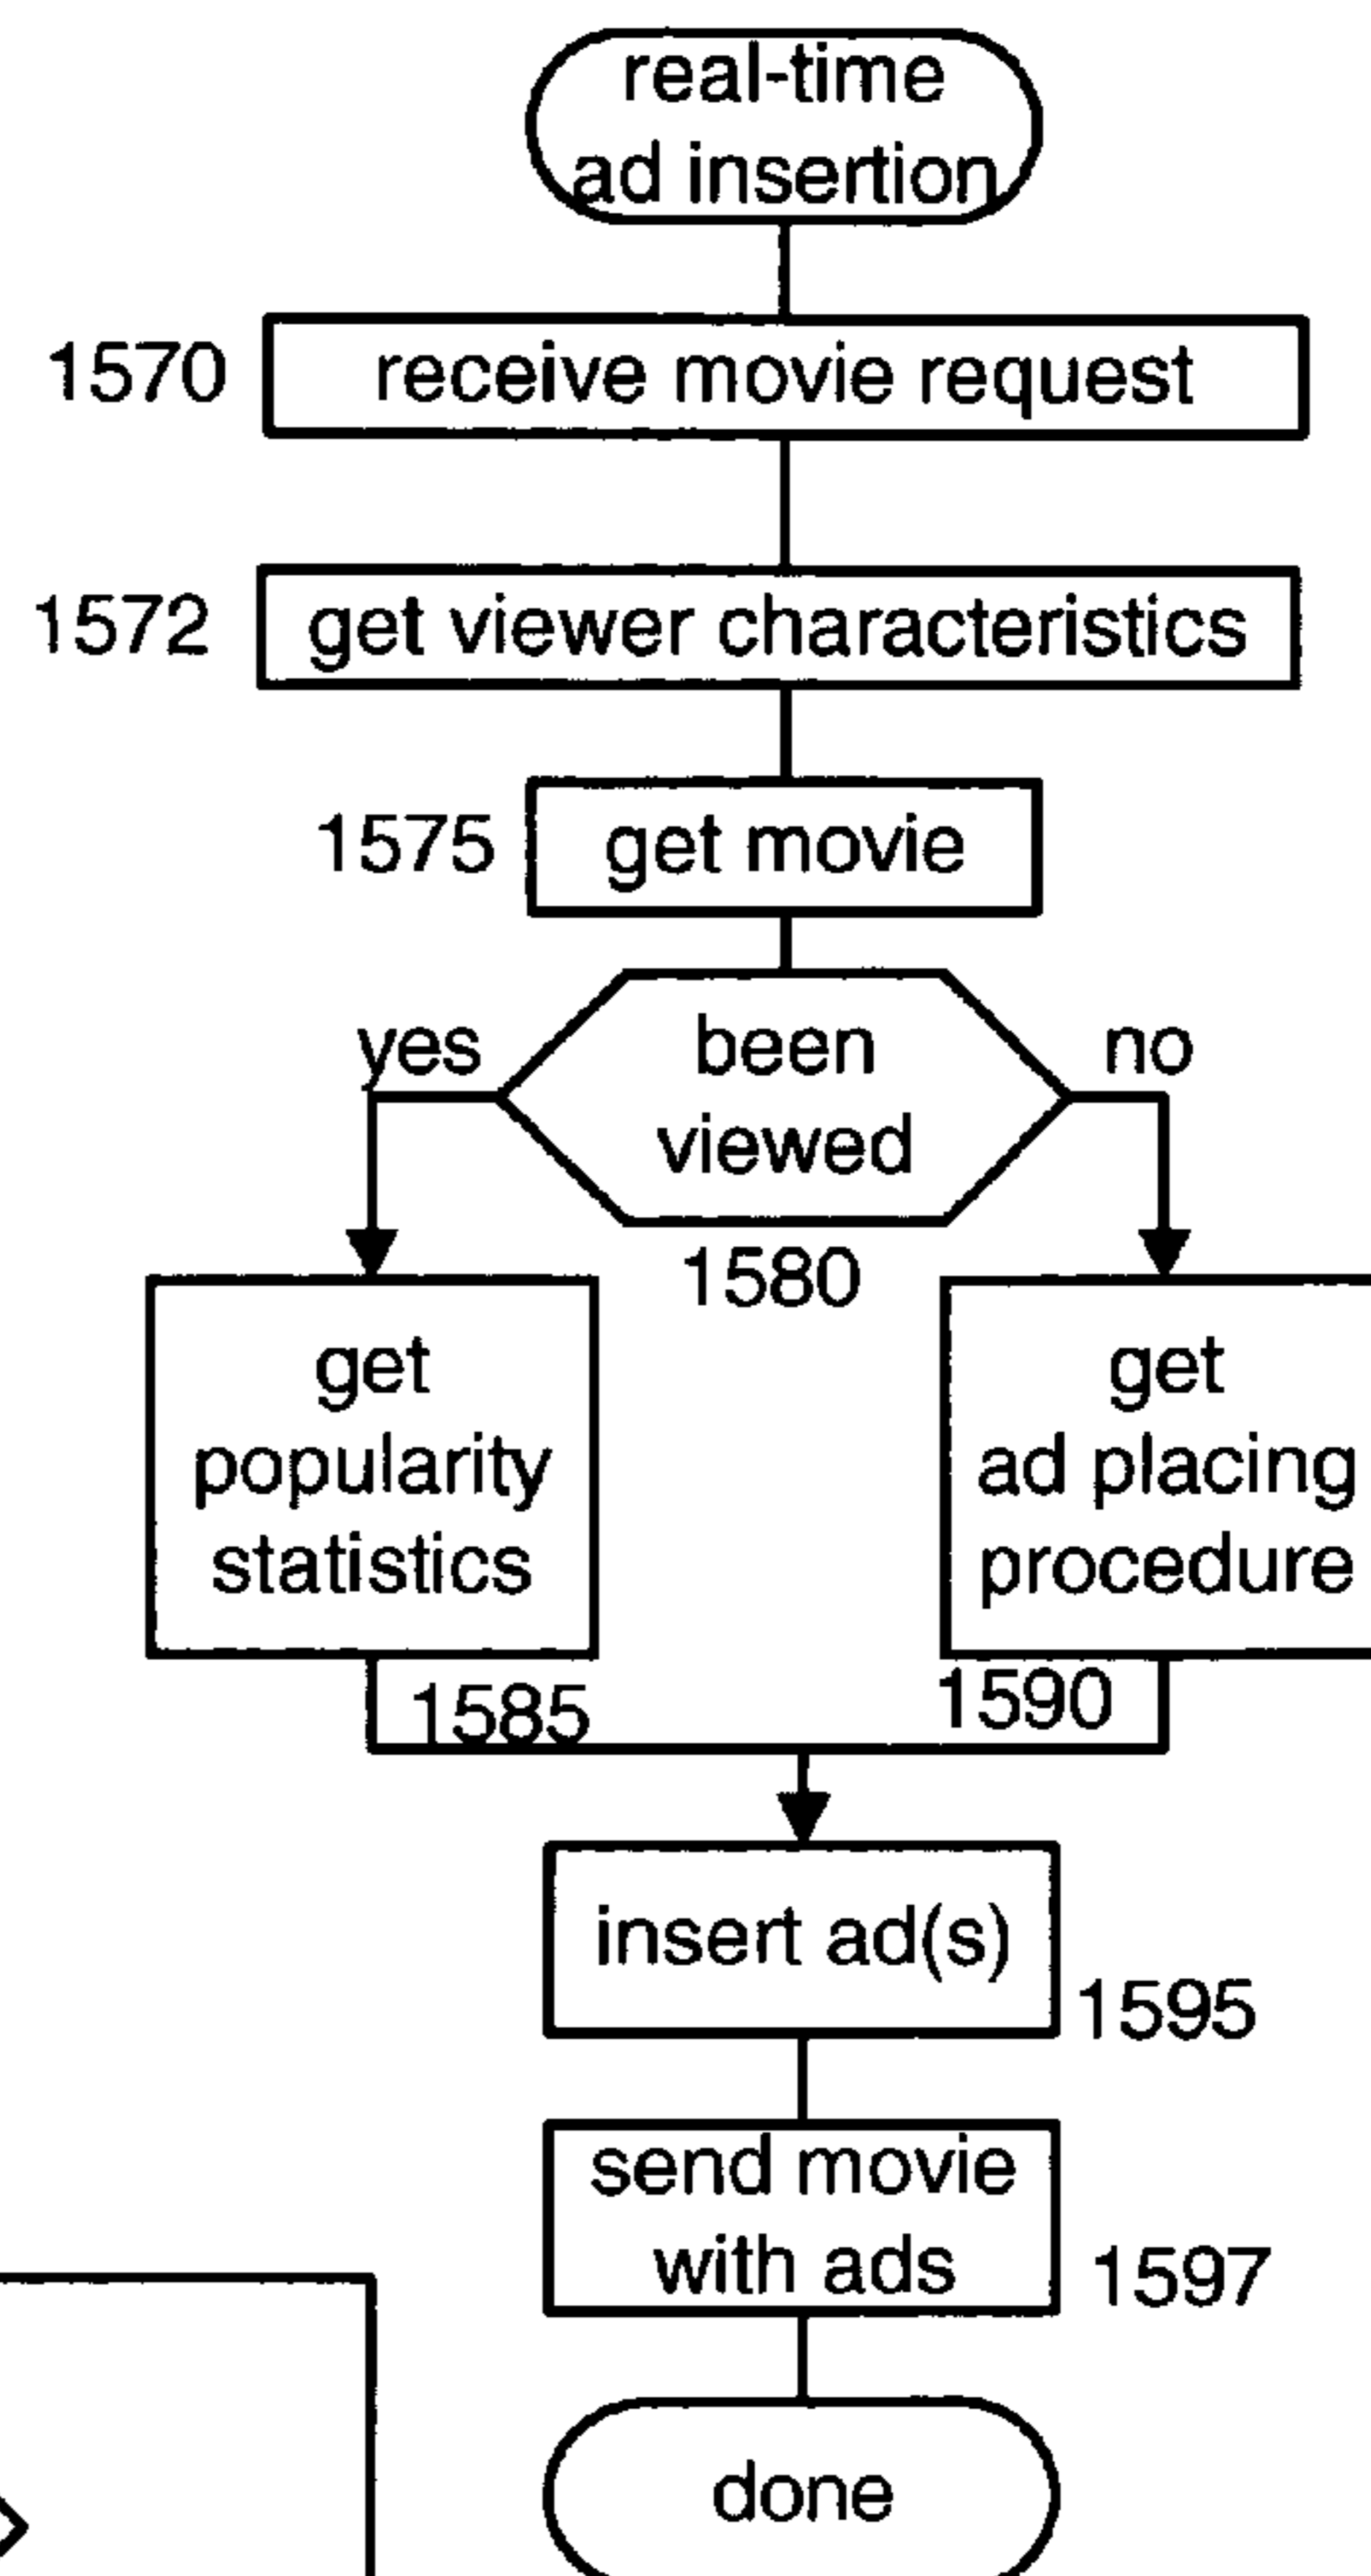 real-time
ad insertion
1570
receive movie request
1572
get viewer characteristics
1575
get movie
yes
been
viewed
no
1580
get
popularity
statistics
get
ad placing
procedure
1585
1590
insert ad(s)
1595
send movie
with ads
1597
done